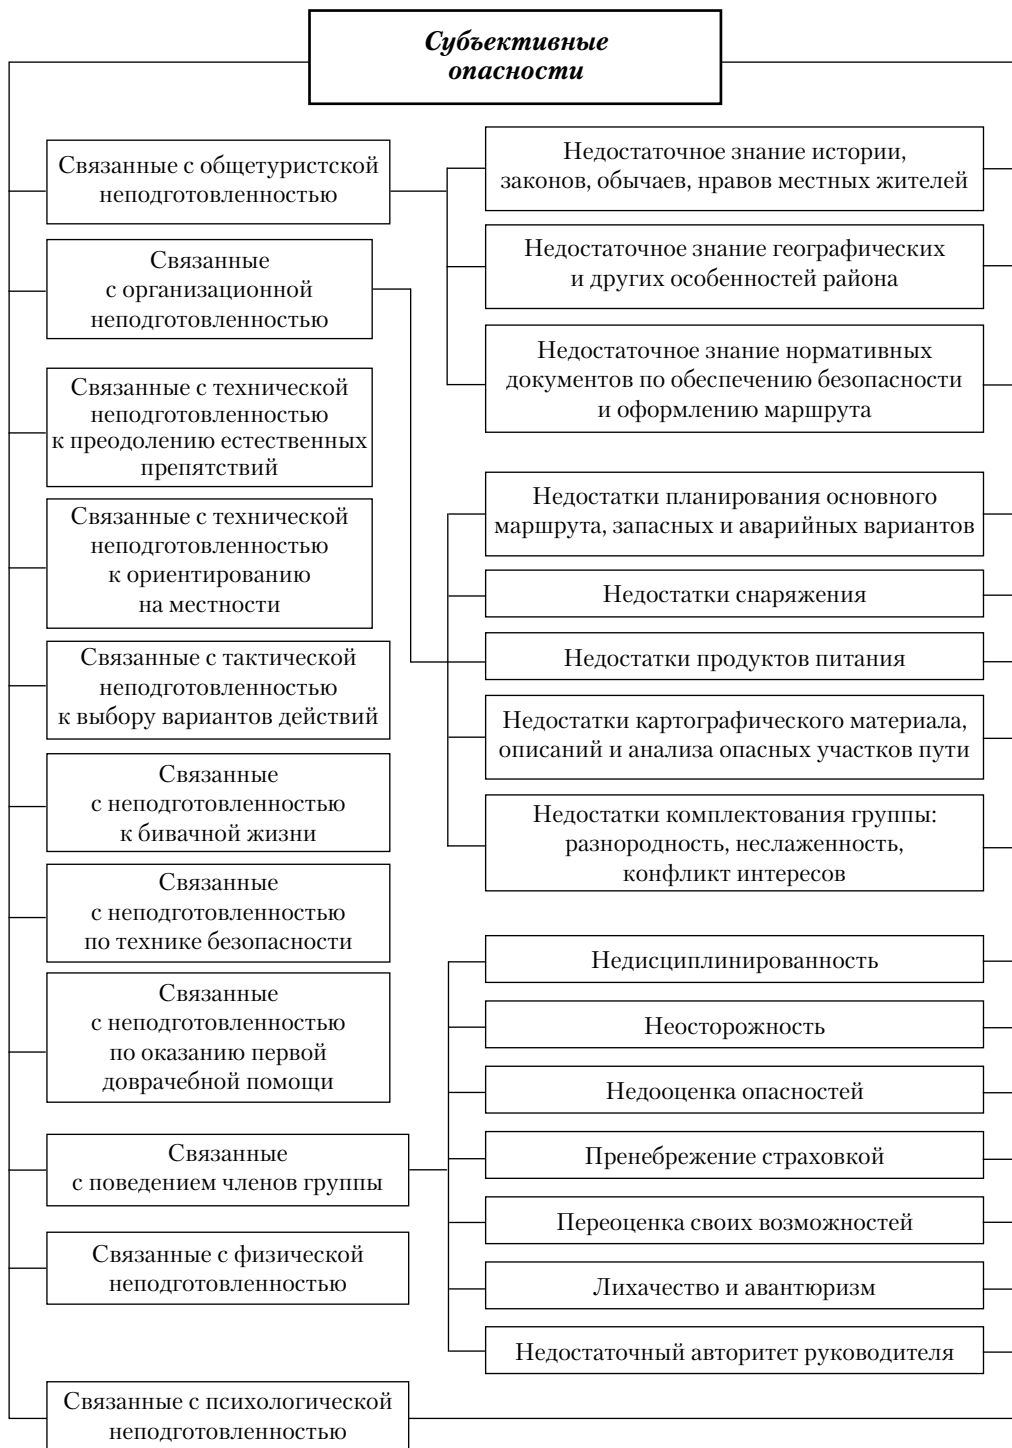 Субъективные
опасности
Связанные с общетуристской
неподготовленностью
Связанные
с организационной
неподготовленностью
Связанные с технической
неподготовленностью
к преодолению естественных
препятствий
Связанные с технической
неподготовленностью
к ориентированию
на местности
Связанные с тактической
неподготовленностью
к выбору вариантов действий
Связанные
с неподготовленностью
к бивачной жизни
Связанные
с неподготовленностью
по технике безопасности
Связанные
с неподготовленностью
по оказанию первой
доврачебной помощи
Связанные
с поведением членов группы
Связанные с физической
неподготовленностью
Связанные с психологической
неподготовленностью
Недостаточное знание истории,
законов, обычаев, нравов местных жителей
Недостаточное знание географических
и других особенностей района
Недостаточное знание нормативных
документов по обеспечению безопасности
и оформлению маршрута
Недостатки планирования основного
маршрута, запасных и аварийных вариантов
Недостатки снаряжения
Недостатки продуктов питания
Недостатки картографического материала,
описаний и анализа опасных участков пути
Недостатки комплектования группы:
разнородность, неслаженность,
конфликт интересов
Недисциплинированность
Неосторожность
Недооценка опасностей
Пренебрежение страховкой
Переоценка своих возможностей
Лихачество и авантюризм
Недостаточный авторитет руководителя